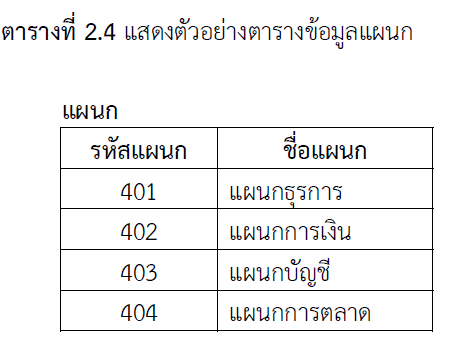 ตารางที่ 2.4 แสดงตัวอย่างตารางข้อมูลแผนก
แผนก
รหัสแผนก ชื่อแผนก
401 แผนกธุรการ
402 แผนกการเงิน
403 แผนกบัญชี
404 แผนกการตลาด